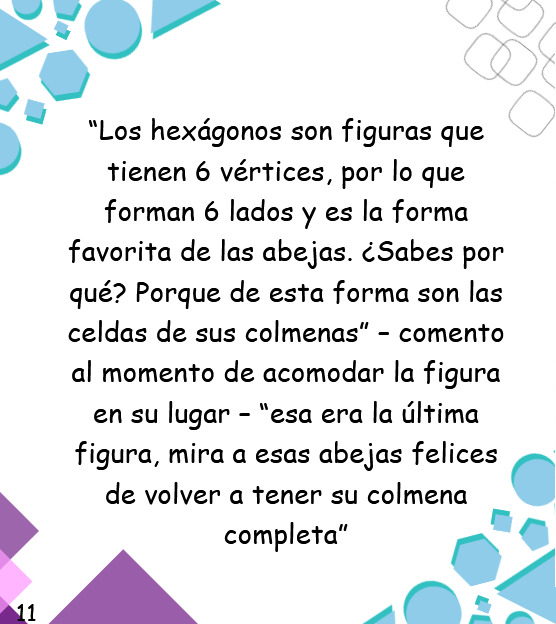 “Los hexágonos son figuras que
tienen 6 vértices, por lo que
forman 6 lados y es la forma
favorita de las abejas. ¿Sabes por
qué? Porque de esta forma son las
celdas de sus colmenas” – comento
al momento de acomodar la figura
en su lugar – “esa era la última
figura, mira a esas abejas felices
de volver a tener su colmena
completa”
11